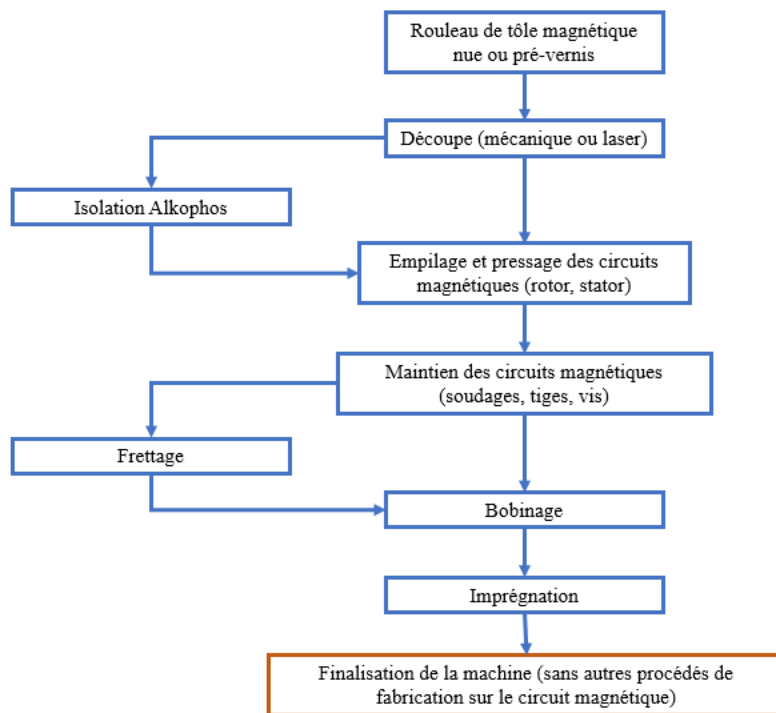 Rouleau de tôle magnétique
nue ou pré-vernis
Découpe (mécanique ou laser)
Isolation Alkophos
Empilage et pressage des circuits
magnétiques (rotor, stator)
Maintien des circuits magnétiques
(soudages, tiges, vis)
Frettage
Bobinage
Imprégnation
Finalisation de la machine (sans autres procédés de
fabrication sur le circuit magnétique)